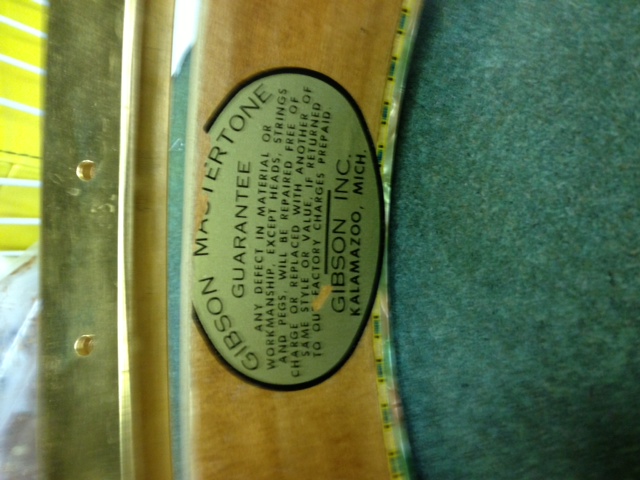 GIBSON MASTERTONE
GUARANTEE
ANY DEFECT IN MATERIAL OR
WORKMANSHIP, EXCEPT HEADS, STRINGS
AND PEGS, WILL BE REPAIRED FREE OF
CHARGE OR REPLACED WITH ANOTHER OF
SAME STYLE OR VALUE, IF RETURNED
TO OU FACTORY CHARGES PREPAID.
GIBSON INC.
KALAMAZOO, MICH.